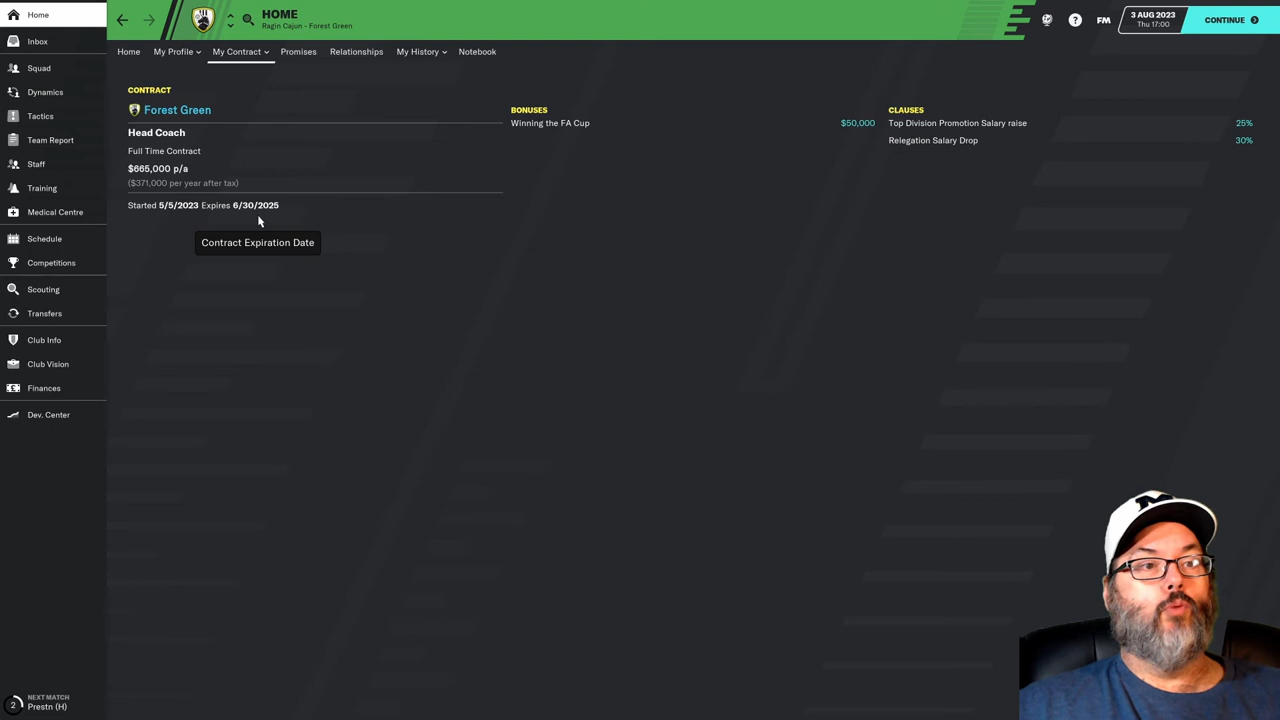 Home
Inbox
Squad
Dynamics
Tactics
Team Report
Staff
Training
Medical Centre
Schedule
Competitions
Scouting
Transfers
Club Info
Club Vision
Finances
Dev. Center
2
NEXT MATCH
Prestn (H)
HOME
Ragin Cajun - Forest Green
?
FM
3 AUG 2023
Thu 17:00
CONTINUE
Home
My Profile
My Contract
Promises
Relationships
My History
Notebook
CONTRACT
Forest Green
Head Coach
Full Time Contract
$665,000 p/a
($371,000 per year after tax)
Started 5/5/2023 Expires 6/30/2025
Contract Expiration Date
BONUSES
Winning the FA Cup $50,000
CLAUSES
Top Division Promotion Salary raise 25%
Relegation Salary Drop 30%